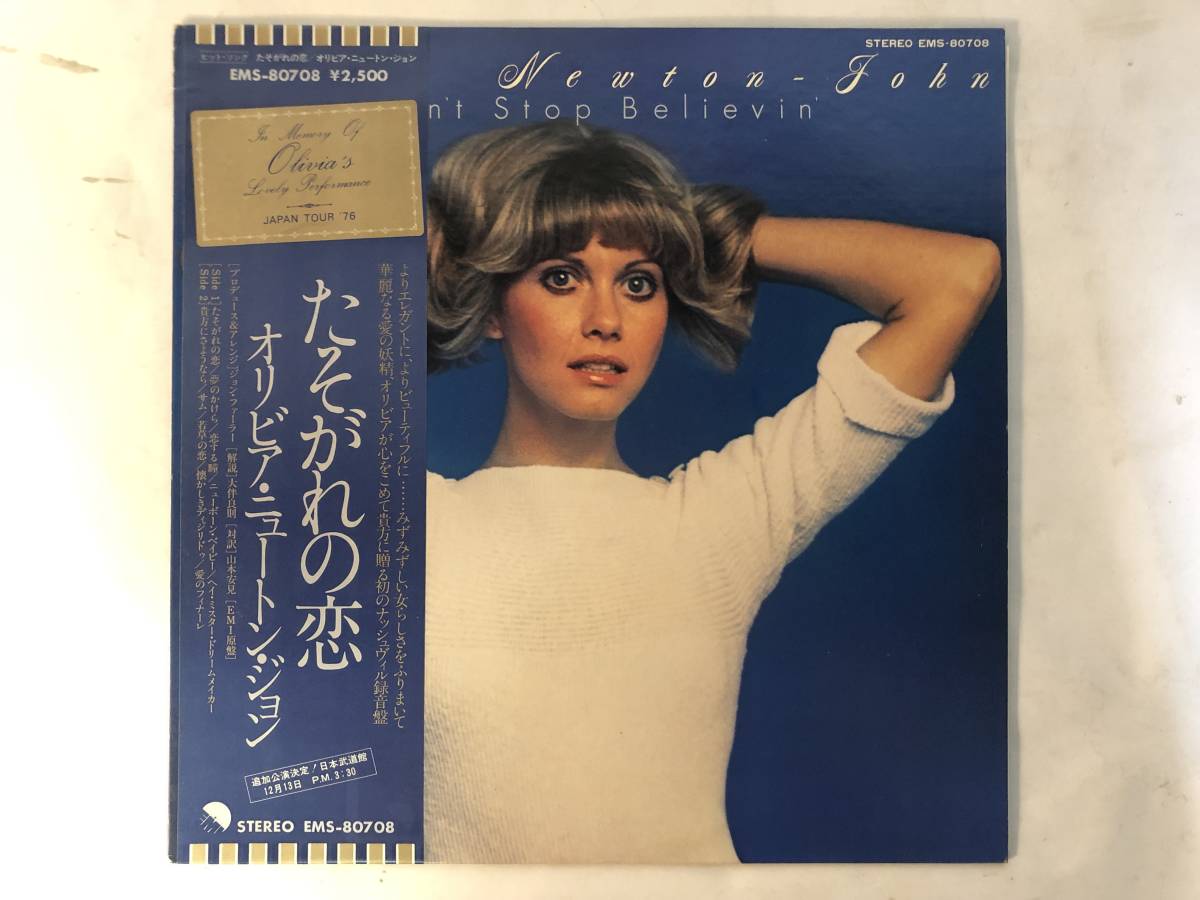 STEREO EMS-80708
Newton-John
n't Stop Believin'
ヒット・ソング たそがれの恋/オリビア・ニュートン・ジョン
EMS-80708 ¥2,500
In Memory Of
Olivia's
Lovely Performance
JAPAN TOUR '76
よりエレガントに、よりビューティフルに……みずみずしい女らしさをふりまいて
華麗なる愛の妖精、オリビアが心をこめて貴方に贈る初のナッシュヴィル録音盤
たそがれの恋
オリビア・ニュートン・ジョン
[プロデュース&アレンジ]ジョン・ファーラー [解説]大伴良則 [対訳]山本安見 [EMI原盤]
[Side 1]たそがれの恋/夢のかけら/恋する瞳/ニューボーン・ベイビー/ヘイ・ミスター・ドリームメイカー
[Side 2]貴方にさようなら/サム/若草の恋/懐かしきディジリドゥ/愛のフィナーレ
追加公演決定!日本武道館
12月13日 P.M.3:30
STEREO EMS-80708